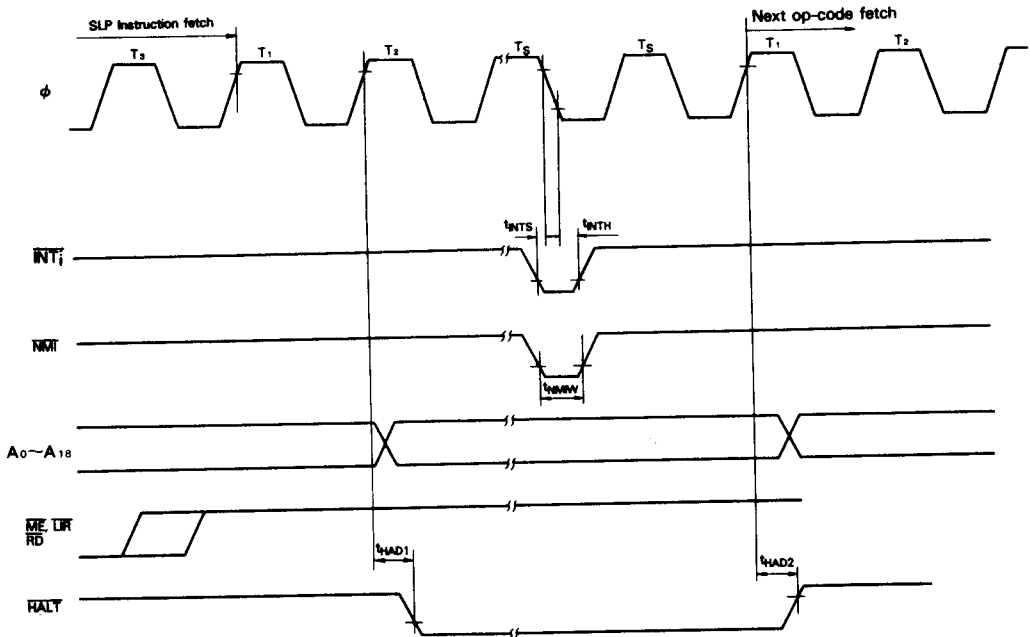 SLP Instruction fetch
Next op-code fetch
T3 T1 T2 TS TS T1 T2
φ
tINTS tINTH
INTi
NMI
tNMIW
A0~A18
ME, LIR
RD
tHAD1 tHAD2
HALT